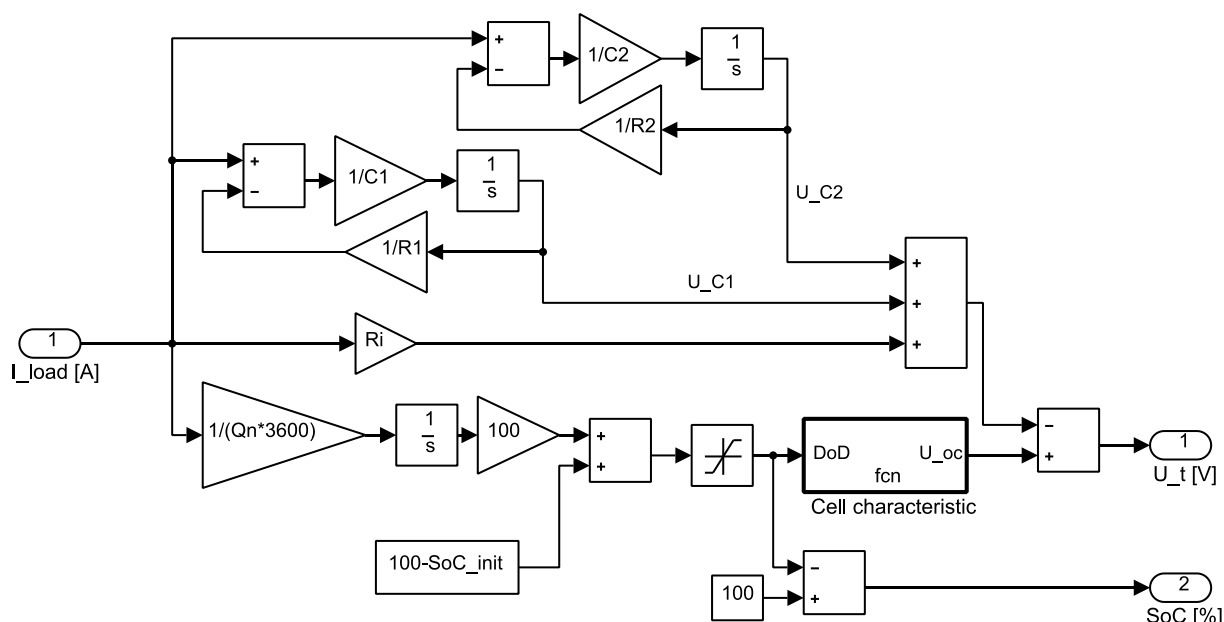 +
−
1/C2
1
s
1/R2
+
−
1/C1
1
s
1/R1
U_C2
U_C1
+
+
+
1
I_load [A]
Ri
1/(Qn*3600)
1
s
100
+
+
DoD
U_oc
fcn
Cell characteristic
−
+
1
U_t [V]
100-SoC_init
100
−
+
2
SoC [%]